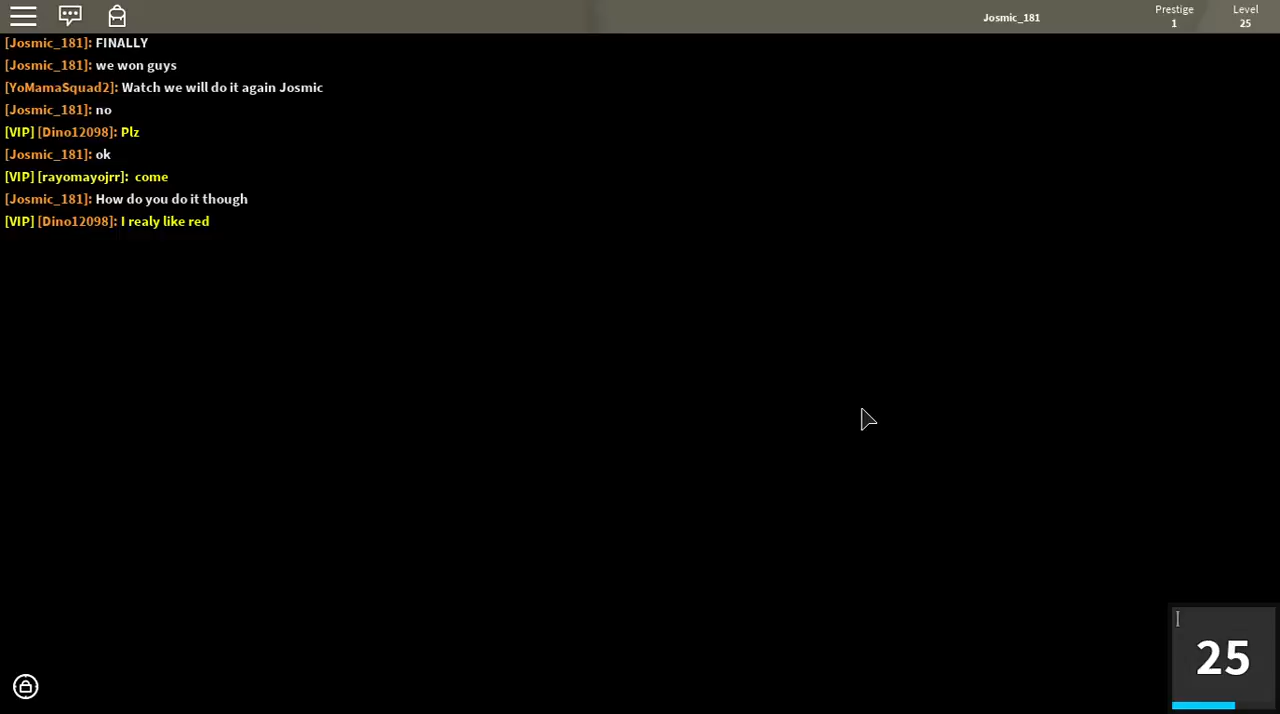 Josmic_181
Prestige
1
Level
25
[Josmic_181]: FINALLY
[Josmic_181]: we won guys
[YoMamaSquad2]: Watch we will do it again Josmic
[Josmic_181]: no
[VIP] [Dino12098]: Plz
[Josmic_181]: ok
[VIP] [rayomayojrr]: come
[Josmic_181]: How do you do it though
[VIP] [Dino12098]: I realy like red
I
25